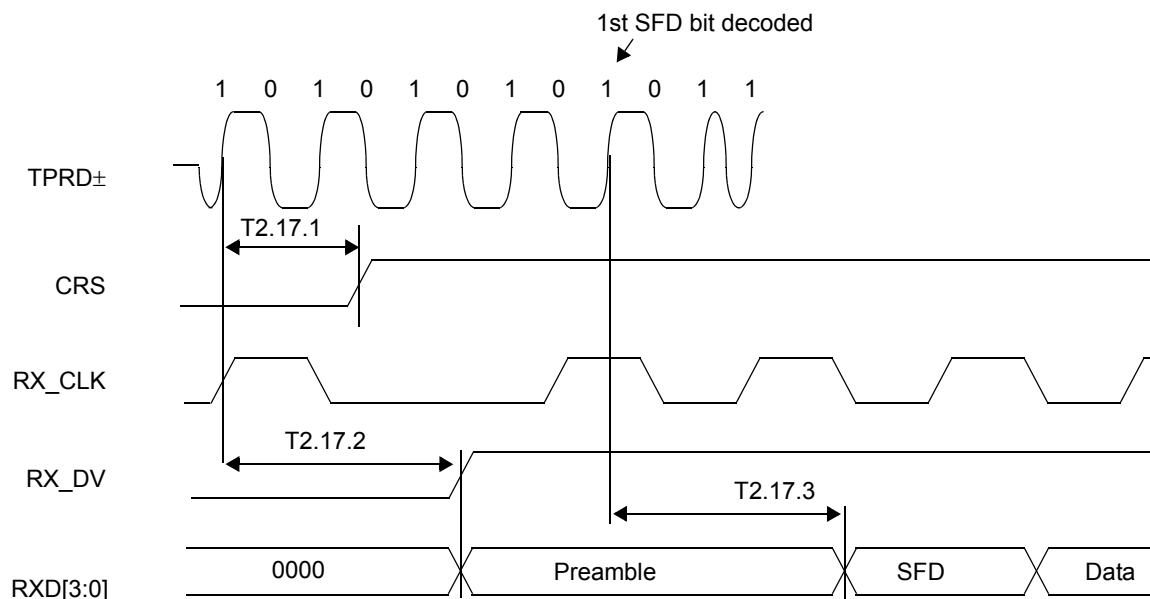 1st SFD bit decoded
1 0 1 0 1 0 1 0 1 0 1 1
TPRD±
T2.17.1
CRS
RX_CLK
T2.17.2
RX_DV
T2.17.3
0000 Preamble SFD Data
RXD[3:0]